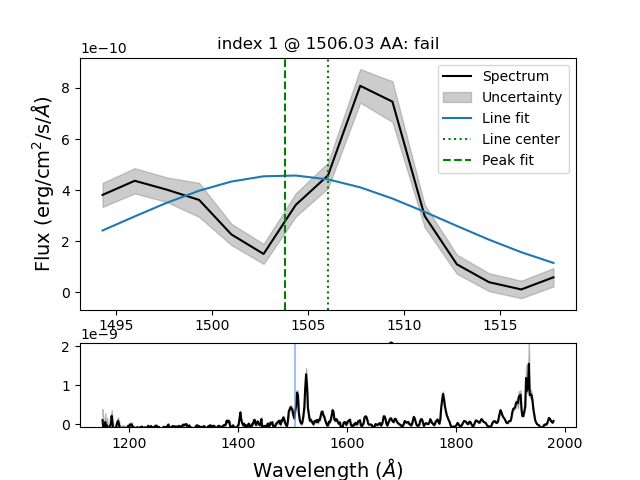 index 1 @ 1506.03 AA: fail
1e−10
8
6
4
2
0
Flux (erg/cm²/s/Å)
Spectrum
Uncertainty
Line fit
Line center
Peak fit
1495 1500 1505 1510 1515
1e−9
2
1
0
1200 1400 1600 1800 2000
Wavelength (Å)